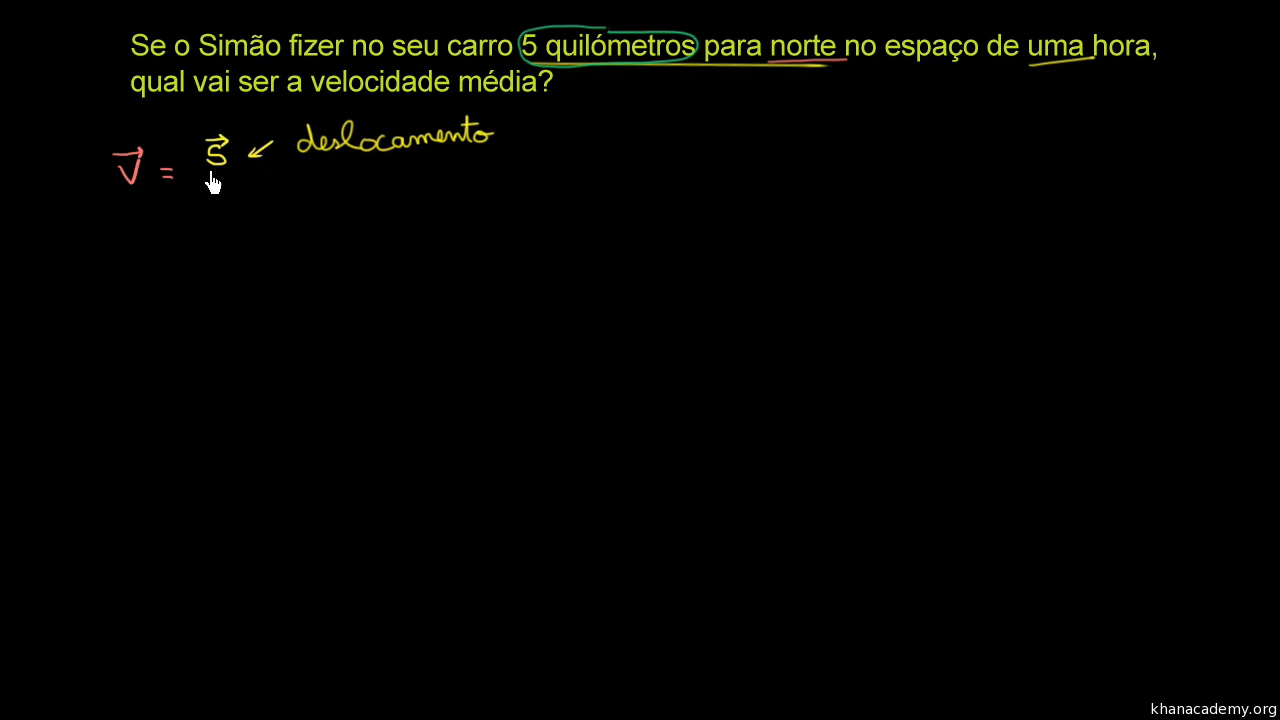 Se o Simão fizer no seu carro 5 quilómetros para norte no espaço de uma hora,
qual vai ser a velocidade média?
v⃗ = s⃗ ↙ deslocamento
khanacademy.org